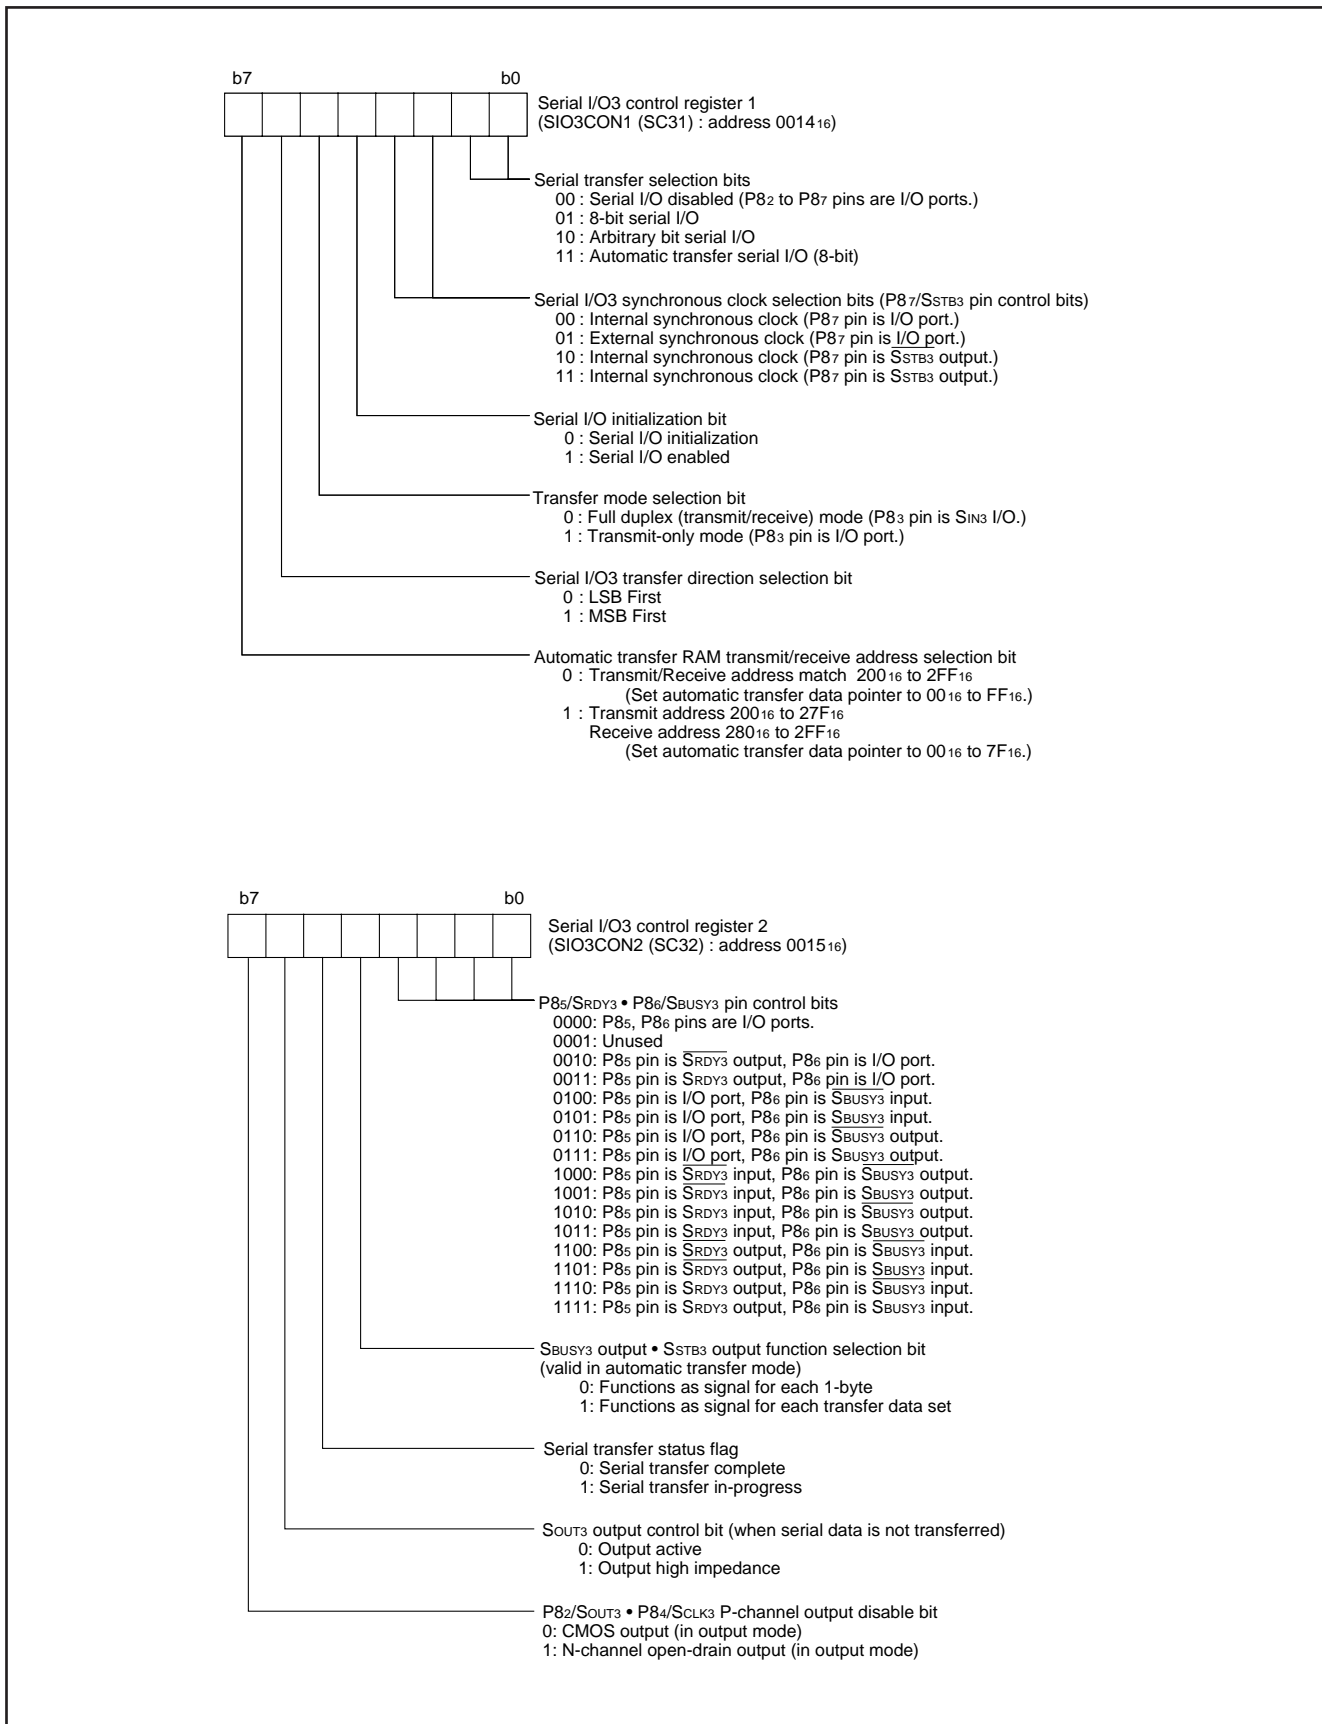 b7 b0
Serial I/O3 control register 1
(SIO3CON1 (SC31) : address 0014₁₆)
Serial transfer selection bits
00 : Serial I/O disabled (P8₂ to P8₇ pins are I/O ports.)
01 : 8-bit serial I/O
10 : Arbitrary bit serial I/O
11 : Automatic transfer serial I/O (8-bit)
Serial I/O3 synchronous clock selection bits (P8₇/SSTB3 pin control bits)
00 : Internal synchronous clock (P8₇ pin is I/O port.)
01 : External synchronous clock (P8₇ pin is I/O port.)
10 : Internal synchronous clock (P8₇ pin is S̅S̅T̅B̅3̅ output.)
11 : Internal synchronous clock (P8₇ pin is SSTB3 output.)
Serial I/O initialization bit
0 : Serial I/O initialization
1 : Serial I/O enabled
Transfer mode selection bit
0 : Full duplex (transmit/receive) mode (P8₃ pin is SIN3 I/O.)
1 : Transmit-only mode (P8₃ pin is I/O port.)
Serial I/O3 transfer direction selection bit
0 : LSB First
1 : MSB First
Automatic transfer RAM transmit/receive address selection bit
0 : Transmit/Receive address match 200₁₆ to 2FF₁₆
(Set automatic transfer data pointer to 00₁₆ to FF₁₆.)
1 : Transmit address 200₁₆ to 27F₁₆
Receive address 280₁₆ to 2FF₁₆
(Set automatic transfer data pointer to 00₁₆ to 7F₁₆.)
b7 b0
Serial I/O3 control register 2
(SIO3CON2 (SC32) : address 0015₁₆)
P8₅/SRDY3 • P8₆/SBUSY3 pin control bits
0000: P8₅, P8₆ pins are I/O ports.
0001: Unused
0010: P8₅ pin is S̅R̅D̅Y̅3̅ output, P8₆ pin is I/O port.
0011: P8₅ pin is SRDY3 output, P8₆ pin is I/O port.
0100: P8₅ pin is I/O port, P8₆ pin is S̅B̅U̅S̅Y̅3̅ input.
0101: P8₅ pin is I/O port, P8₆ pin is SBUSY3 input.
0110: P8₅ pin is I/O port, P8₆ pin is S̅B̅U̅S̅Y̅3̅ output.
0111: P8₅ pin is I/O port, P8₆ pin is SBUSY3 output.
1000: P8₅ pin is S̅R̅D̅Y̅3̅ input, P8₆ pin is S̅B̅U̅S̅Y̅3̅ output.
1001: P8₅ pin is S̅R̅D̅Y̅3̅ input, P8₆ pin is SBUSY3 output.
1010: P8₅ pin is SRDY3 input, P8₆ pin is S̅B̅U̅S̅Y̅3̅ output.
1011: P8₅ pin is SRDY3 input, P8₆ pin is SBUSY3 output.
1100: P8₅ pin is S̅R̅D̅Y̅3̅ output, P8₆ pin is S̅B̅U̅S̅Y̅3̅ input.
1101: P8₅ pin is S̅R̅D̅Y̅3̅ output, P8₆ pin is SBUSY3 input.
1110: P8₅ pin is SRDY3 output, P8₆ pin is S̅B̅U̅S̅Y̅3̅ input.
1111: P8₅ pin is SRDY3 output, P8₆ pin is SBUSY3 input.
SBUSY3 output • SSTB3 output function selection bit
(valid in automatic transfer mode)
0: Functions as signal for each 1-byte
1: Functions as signal for each transfer data set
Serial transfer status flag
0: Serial transfer complete
1: Serial transfer in-progress
SOUT3 output control bit (when serial data is not transferred)
0: Output active
1: Output high impedance
P8₂/SOUT3 • P8₄/SCLK3 P-channel output disable bit
0: CMOS output (in output mode)
1: N-channel open-drain output (in output mode)